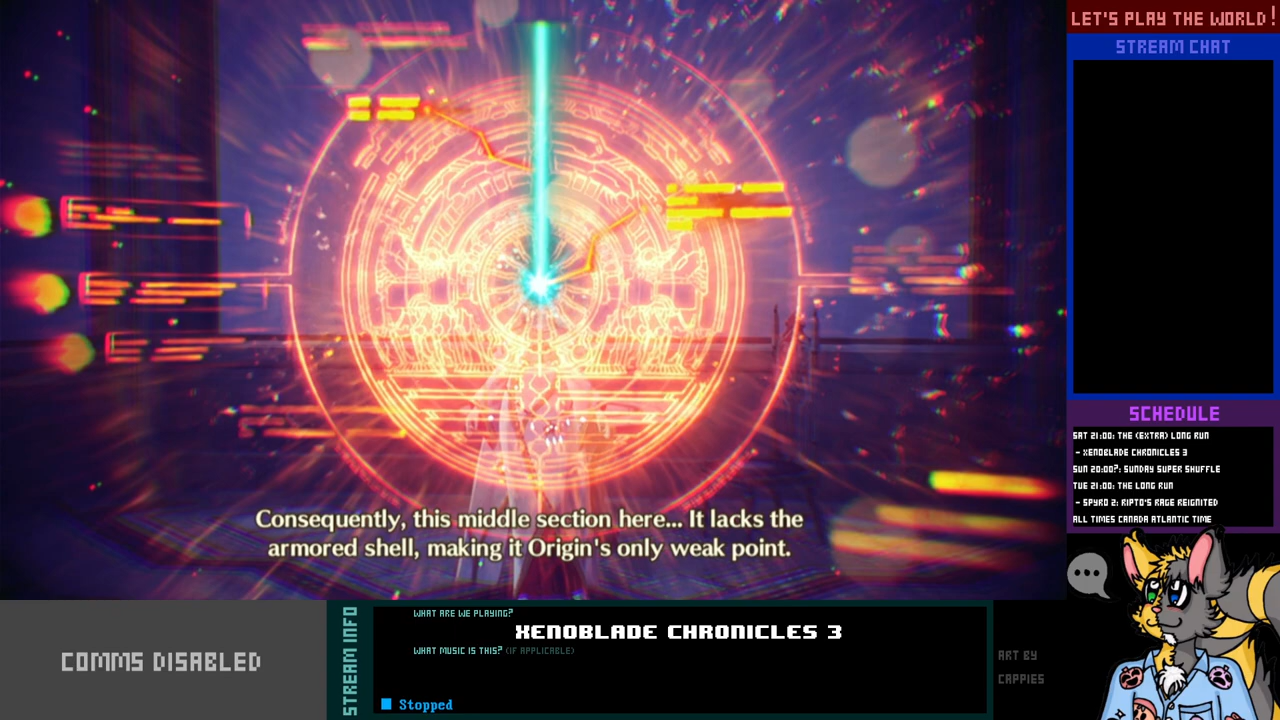 LET'S PLAY THE WORLD!
STREAM CHAT
Consequently, this middle section here... It lacks the
armored shell, making it Origin's only weak point.
SCHEDULE
SAT 21:00: THE (EXTRA) LONG RUN
- XENOBLADE CHRONICLES 3
SUN 20:00?: SUNDAY SUPER SHUFFLE
TUE 21:00: THE LONG RUN
- SPYRO 2: RIPTO'S RAGE REIGNITED
ALL TIMES CANADA ATLANTIC TIME
COMMS DISABLED
STREAM INFO
WHAT ARE WE PLAYING?
XENOBLADE CHRONICLES 3
WHAT MUSIC IS THIS? (IF APPLICABLE)
Stopped
ART BY
CAPPIES